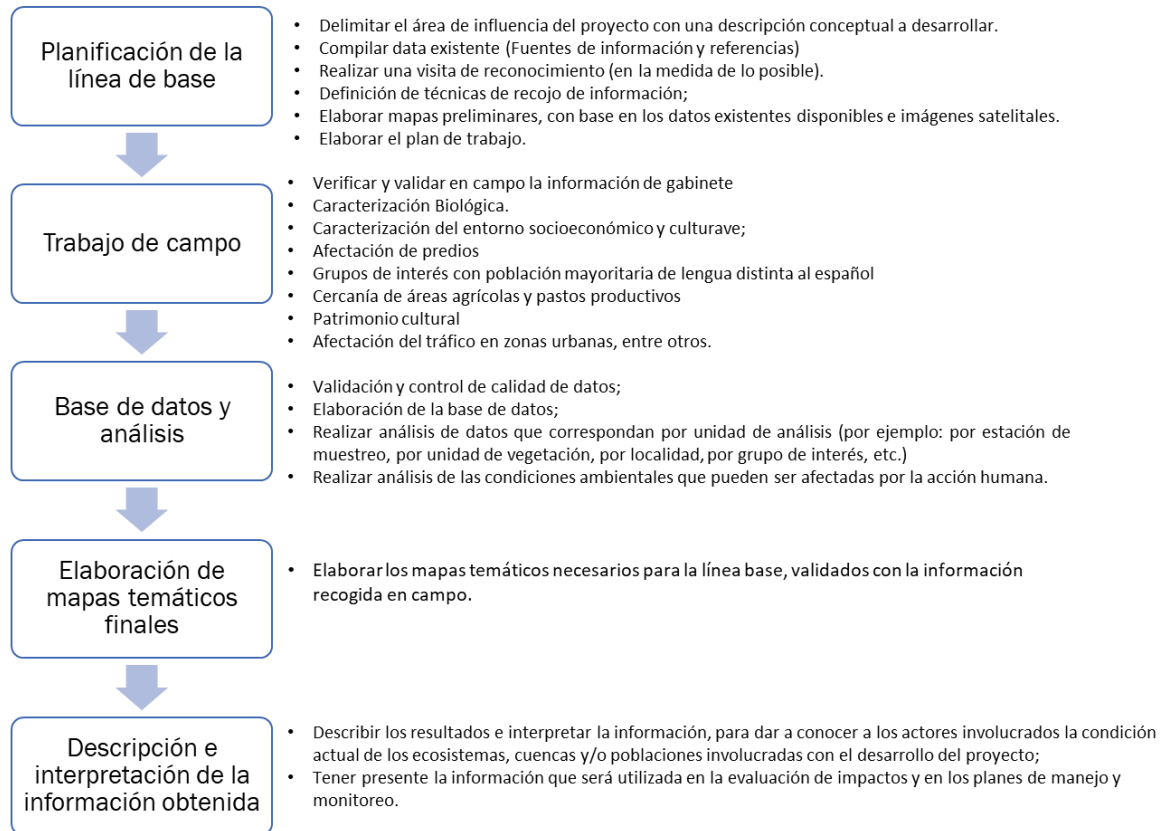 Planificación de la
línea de base
• Delimitar el área de influencia del proyecto con una descripción conceptual a desarrollar.
• Compilar data existente (Fuentes de información y referencias)
• Realizar una visita de reconocimiento (en la medida de lo posible).
• Definición de técnicas de recojo de información;
• Elaborar mapas preliminares, con base en los datos existentes disponibles e imágenes satelitales.
• Elaborar el plan de trabajo.
Trabajo de campo
• Verificar y validar en campo la información de gabinete
• Caracterización Biológica.
• Caracterización del entorno socioeconómico y culturave;
• Afectación de predios
• Grupos de interés con población mayoritaria de lengua distinta al español
• Cercanía de áreas agrícolas y pastos productivos
• Patrimonio cultural
• Afectación del tráfico en zonas urbanas, entre otros.
Base de datos y
análisis
• Validación y control de calidad de datos;
• Elaboración de la base de datos;
• Realizar análisis de datos que correspondan por unidad de análisis (por ejemplo: por estación de
muestreo, por unidad de vegetación, por localidad, por grupo de interés, etc.)
• Realizar análisis de las condiciones ambientales que pueden ser afectadas por la acción humana.
Elaboración de
mapas temáticos
finales
• Elaborar los mapas temáticos necesarios para la línea base, validados con la información
recogida en campo.
Descripción e
interpretación de la
información obtenida
• Describir los resultados e interpretar la información, para dar a conocer a los actores involucrados la condición
actual de los ecosistemas, cuencas y/o poblaciones involucradas con el desarrollo del proyecto;
• Tener presente la información que será utilizada en la evaluación de impactos y en los planes de manejo y
monitoreo.